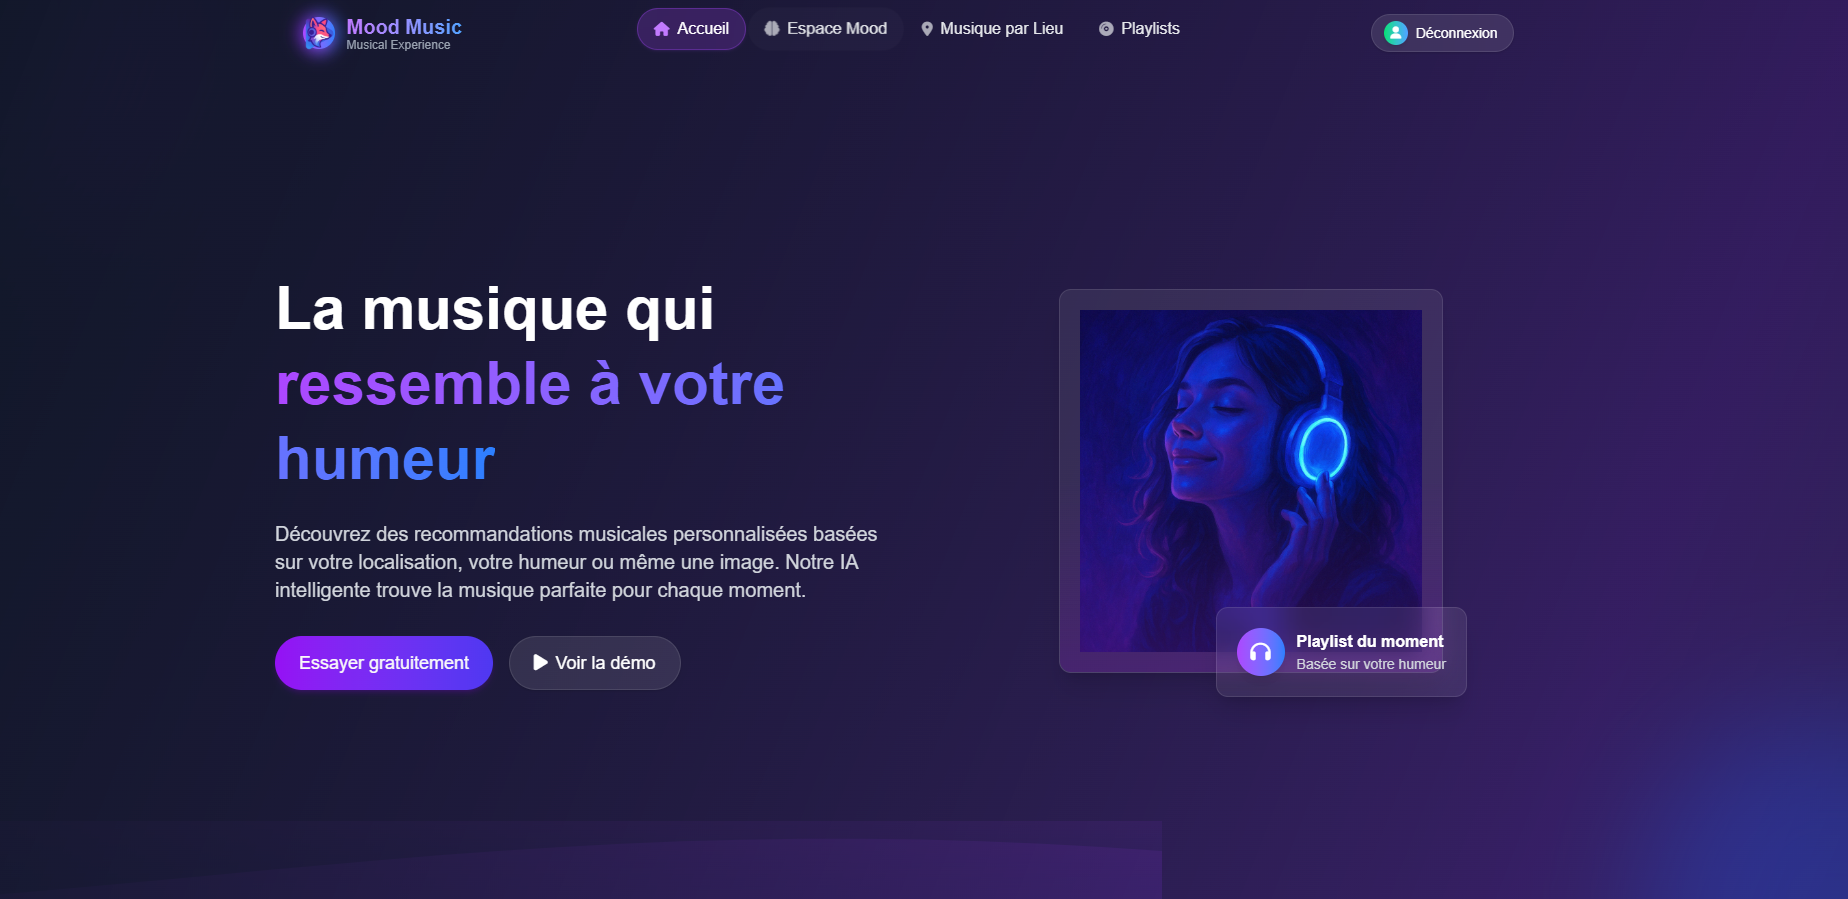 Mood Music
Musical Experience
Accueil
Espace Mood
Musique par Lieu
Playlists
Déconnexion
La musique qui
ressemble à votre
humeur
Découvrez des recommandations musicales personnalisées basées
sur votre localisation, votre humeur ou même une image. Notre IA
intelligente trouve la musique parfaite pour chaque moment.
Essayer gratuitement
Voir la démo
Playlist du moment
Basée sur votre humeur